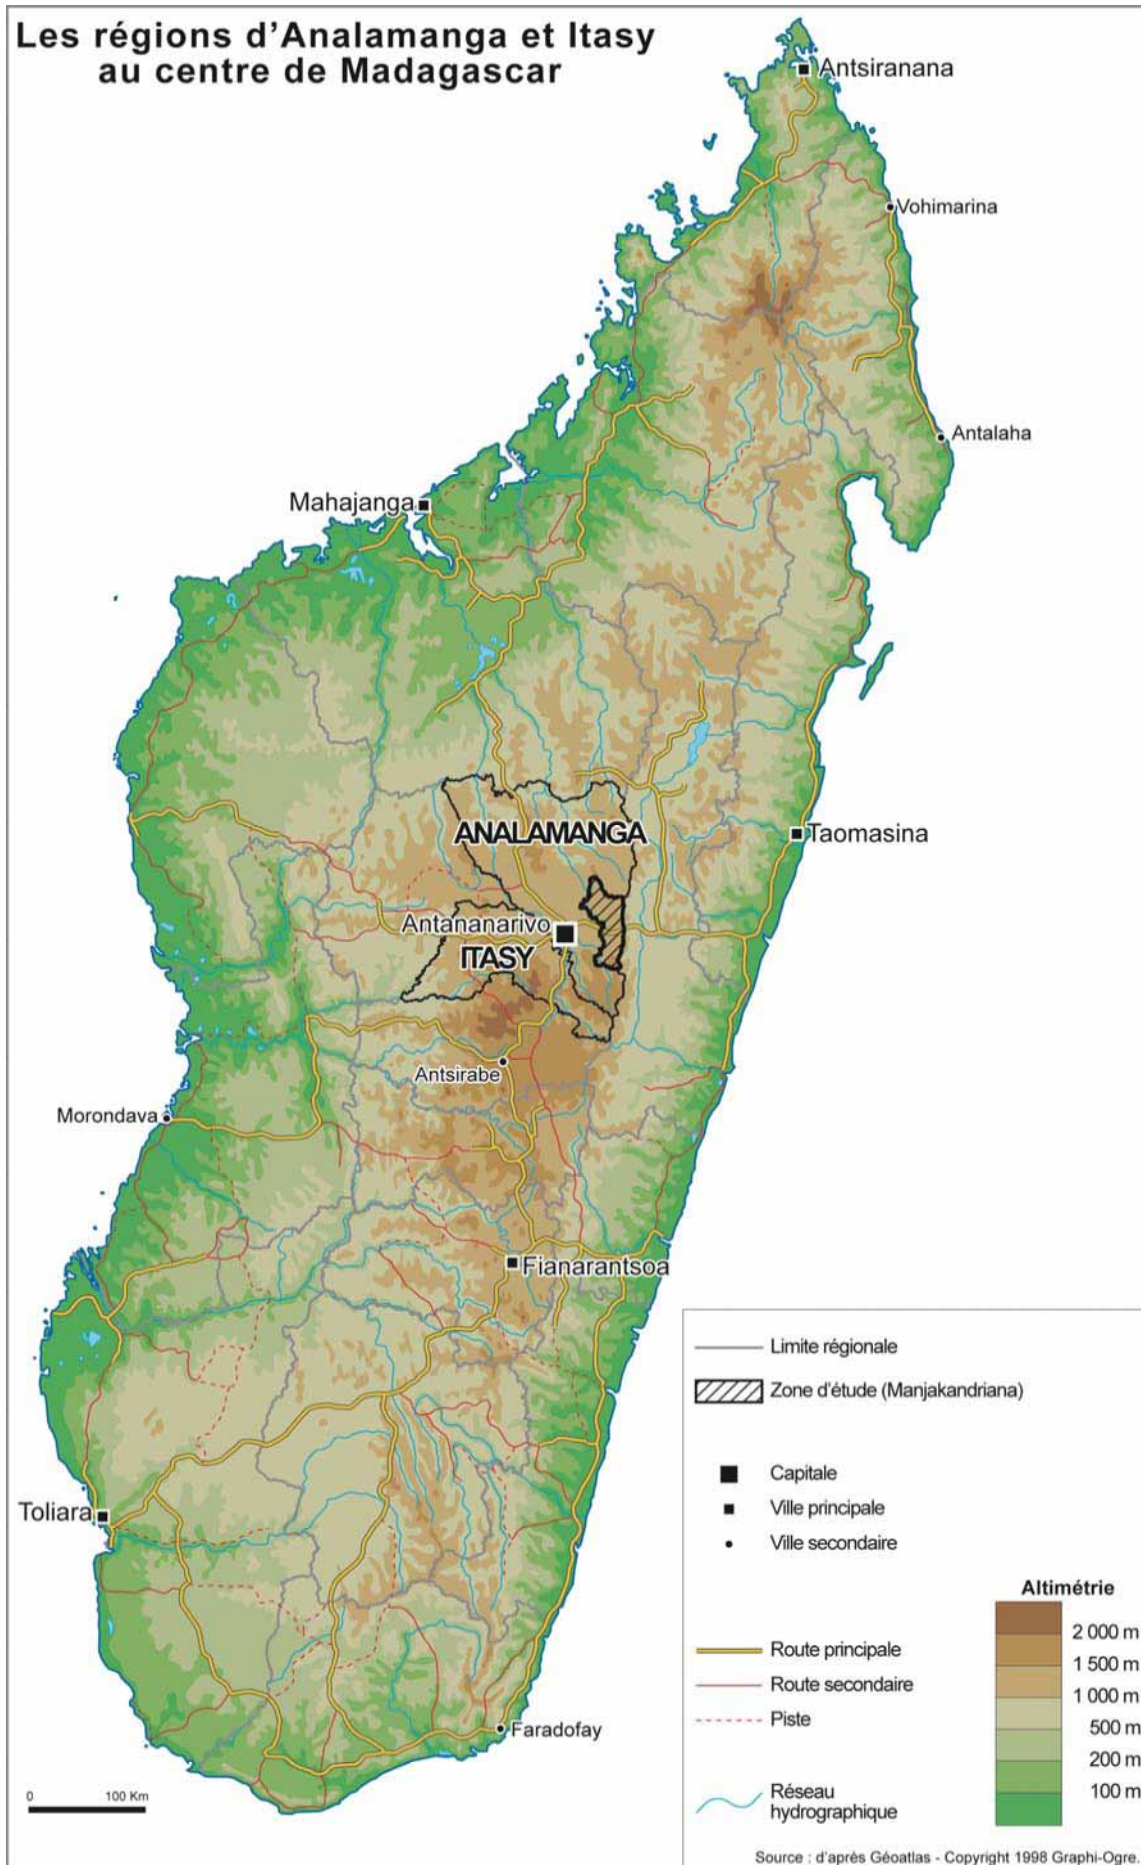 Les régions d'Analamanga et Itasy
au centre de Madagascar
Antsiranana
Vohimarina
Antalaha
Mahajanga
ANALAMANGA
Taomasina
Antananarivo
ITASY
Antsirabe
Morondava
Fianarantsoa
Toliara
Faradofay
0 100 Km
Limite régionale
Zone d'étude (Manjakandriana)
Capitale
Ville principale
Ville secondaire
Route principale
Route secondaire
Piste
Réseau
hydrographique
Altimétrie
2 000 m
1 500 m
1 000 m
500 m
200 m
100 m
Source : d'après Géoatlas - Copyright 1998 Graphi-Ogre.